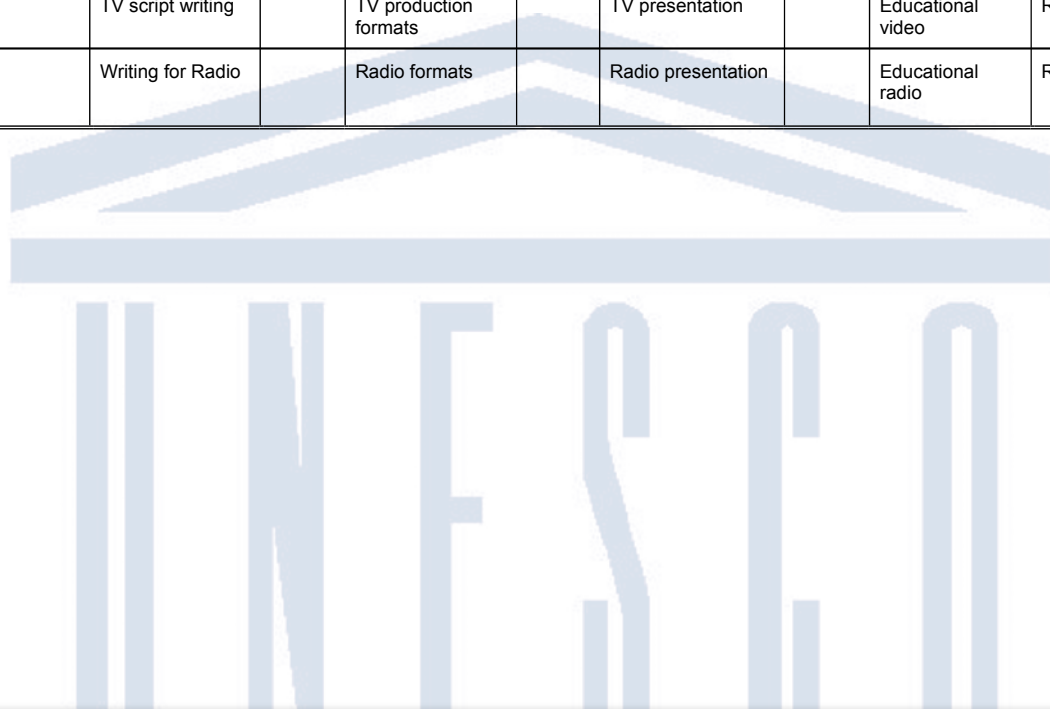 TV script writing
TV production
formats
TV presentation
Educational
video
R
Writing for Radio
Radio formats
Radio presentation
Educational
radio
R
UNESCO